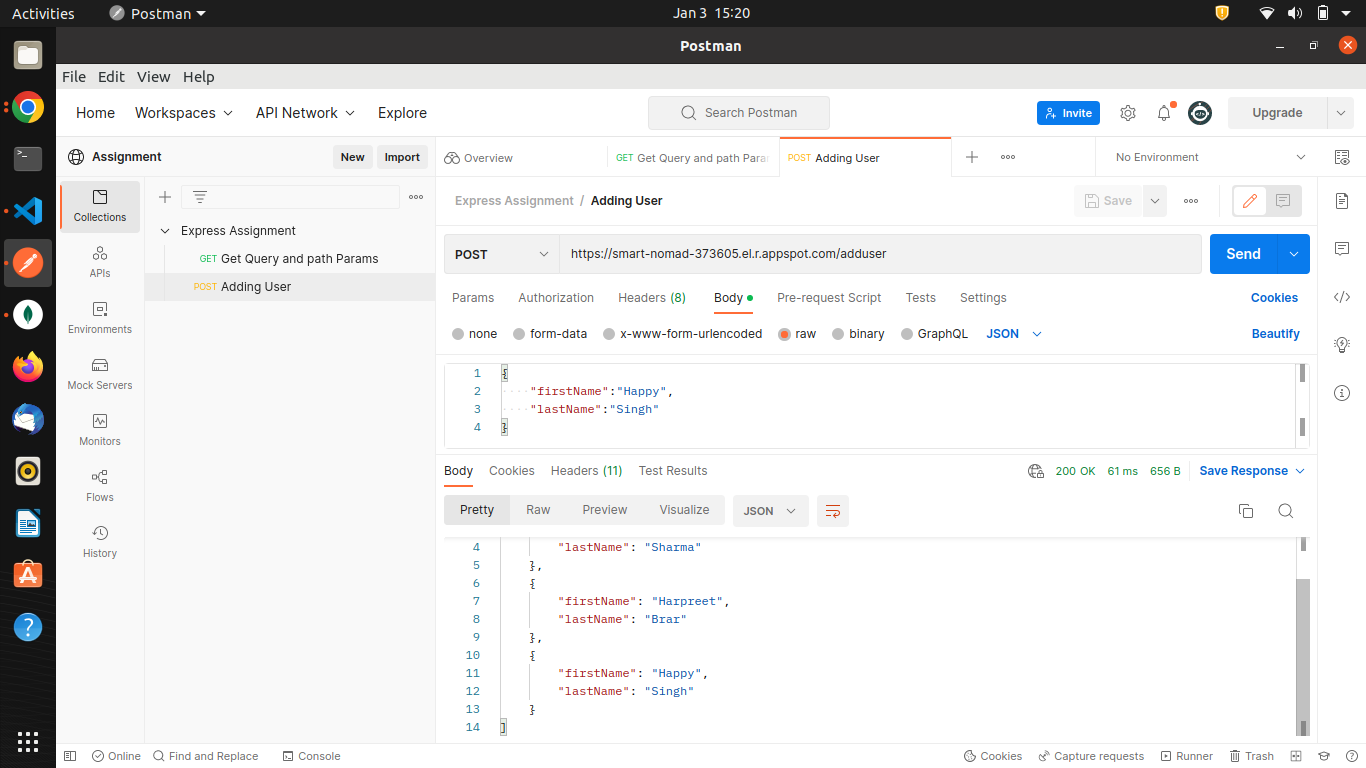 Activities Postman Jan 3 15:20
Postman
File Edit View Help
Home Workspaces API Network Explore Search Postman Invite Upgrade
Assignment New Import Overview GET Get Query and path Para POST Adding User No Environment
Collections
APIs
Environments
Mock Servers
Monitors
Flows
History
Express Assignment
GET Get Query and path Params
POST Adding User
Express Assignment / Adding User Save
POST https://smart-nomad-373605.el.r.appspot.com/adduser Send
Params Authorization Headers (8) Body Pre-request Script Tests Settings Cookies
none form-data x-www-form-urlencoded raw binary GraphQL JSON Beautify
1 {
2 "firstName":"Happy",
3 "lastName":"Singh"
4 }
Body Cookies Headers (11) Test Results 200 OK 61 ms 656 B Save Response
Pretty Raw Preview Visualize JSON
4 "lastName": "Sharma"
5 },
6 {
7 "firstName": "Harpreet",
8 "lastName": "Brar"
9 },
10 {
11 "firstName": "Happy",
12 "lastName": "Singh"
13 }
14 ]
Online Find and Replace Console Cookies Capture requests Runner Trash